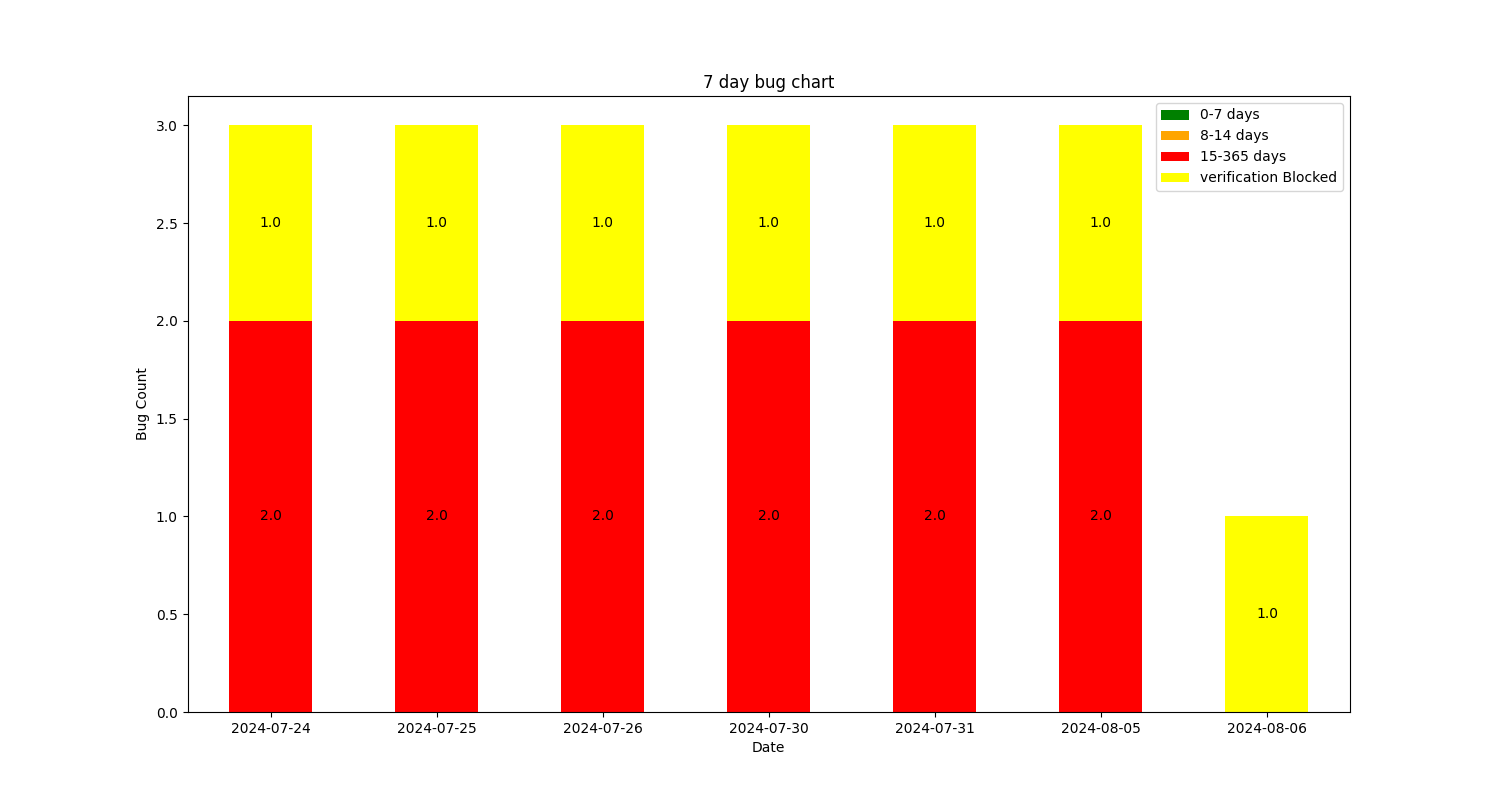 7 day bug chart
0-7 days
8-14 days
15-365 days
verification Blocked
3.0
2.5
2.0
1.5
1.0
0.5
0.0
Bug Count
1.0 1.0 1.0 1.0 1.0 1.0
2.0 2.0 2.0 2.0 2.0 2.0
1.0
2024-07-24 2024-07-25 2024-07-26 2024-07-30 2024-07-31 2024-08-05 2024-08-06
Date